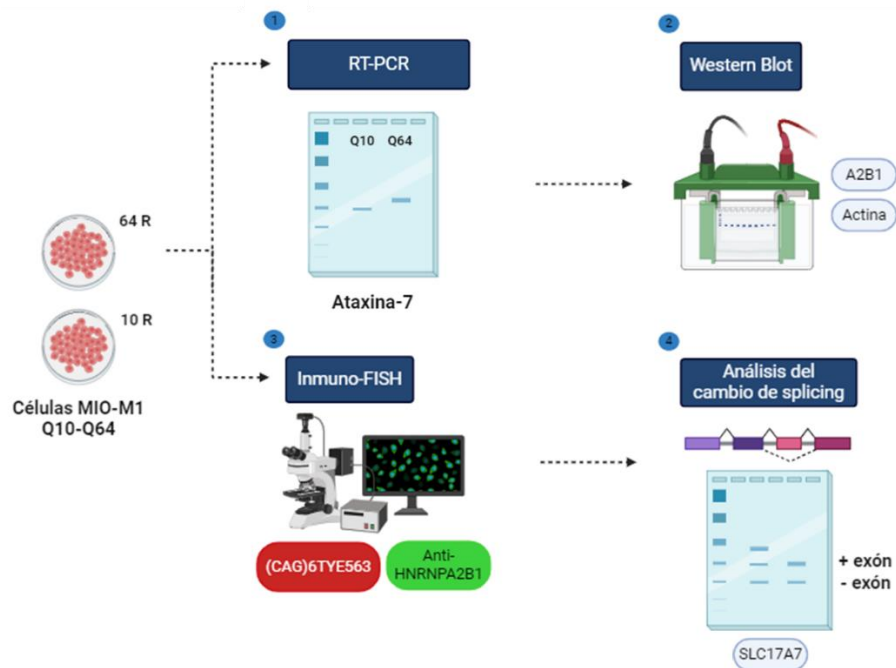 1
RT-PCR
Q10 Q64
Ataxina-7
2
Western Blot
A2B1
Actina
64 R
10 R
Células MIO-M1
Q10-Q64
3
Inmuno-FISH
(CAG)6TYE563
Anti-
HNRNPA2B1
4
Análisis del
cambio de splicing
+ exón
- exón
SLC17A7